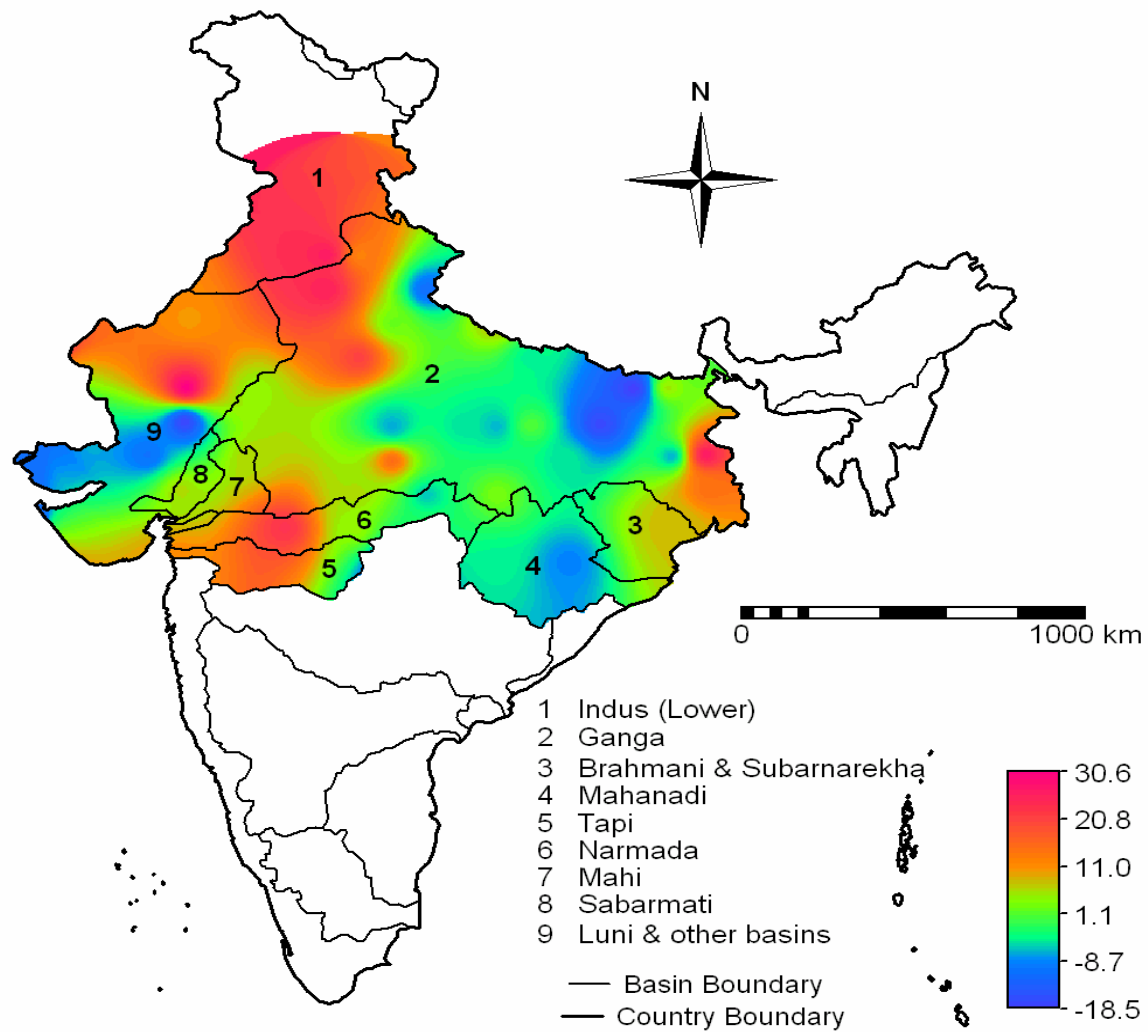 N
1
2
9
8
7
6
3
5
4
0 1000 km
1 Indus (Lower)
2 Ganga
3 Brahmani & Subarnarekha
4 Mahanadi
5 Tapi
6 Narmada
7 Mahi
8 Sabarmati
9 Luni & other basins
Basin Boundary
Country Boundary
30.6
20.8
11.0
1.1
-8.7
-18.5